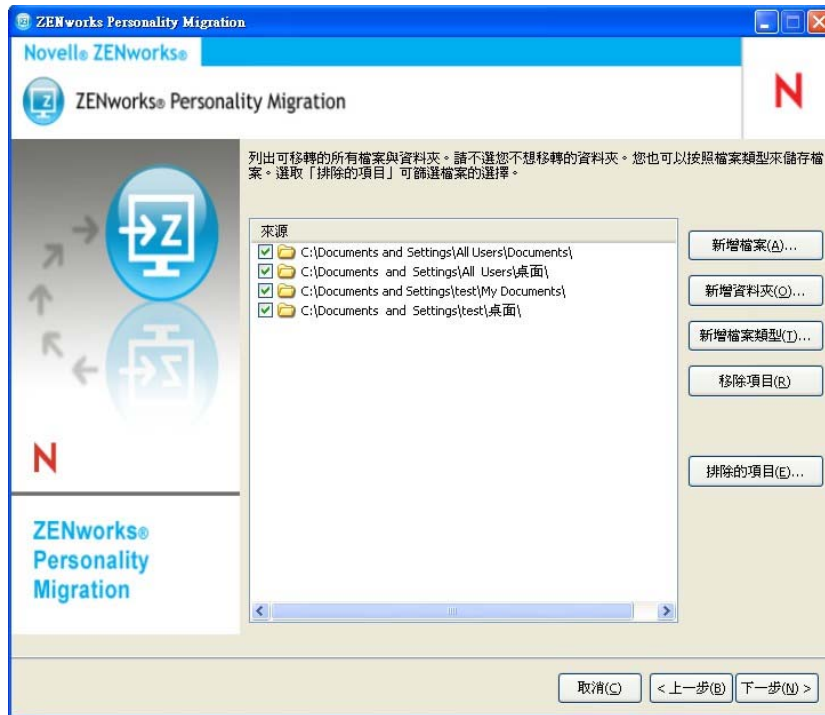 ZENworks Personality Migration
Novell® ZENworks®
ZENworks® Personality Migration
N
列出可移轉的所有檔案與資料夾。請不選您不想移轉的資料夾。您也可以按照檔案類型來儲存檔
案。選取「排除的項目」可篩選檔案的選擇。
來源
C:\Documents and Settings\All Users\Documents\
C:\Documents and Settings\All Users\桌面\
C:\Documents and Settings\test\My Documents\
C:\Documents and Settings\test\桌面\
新增檔案(A)...
新增資料夾(O)...
新增檔案類型(T)...
移除項目(R)
排除的項目(E)...
Z
Z
N
ZENworks®
Personality
Migration
取消(C)
< 上一步(B)
下一步(N) >